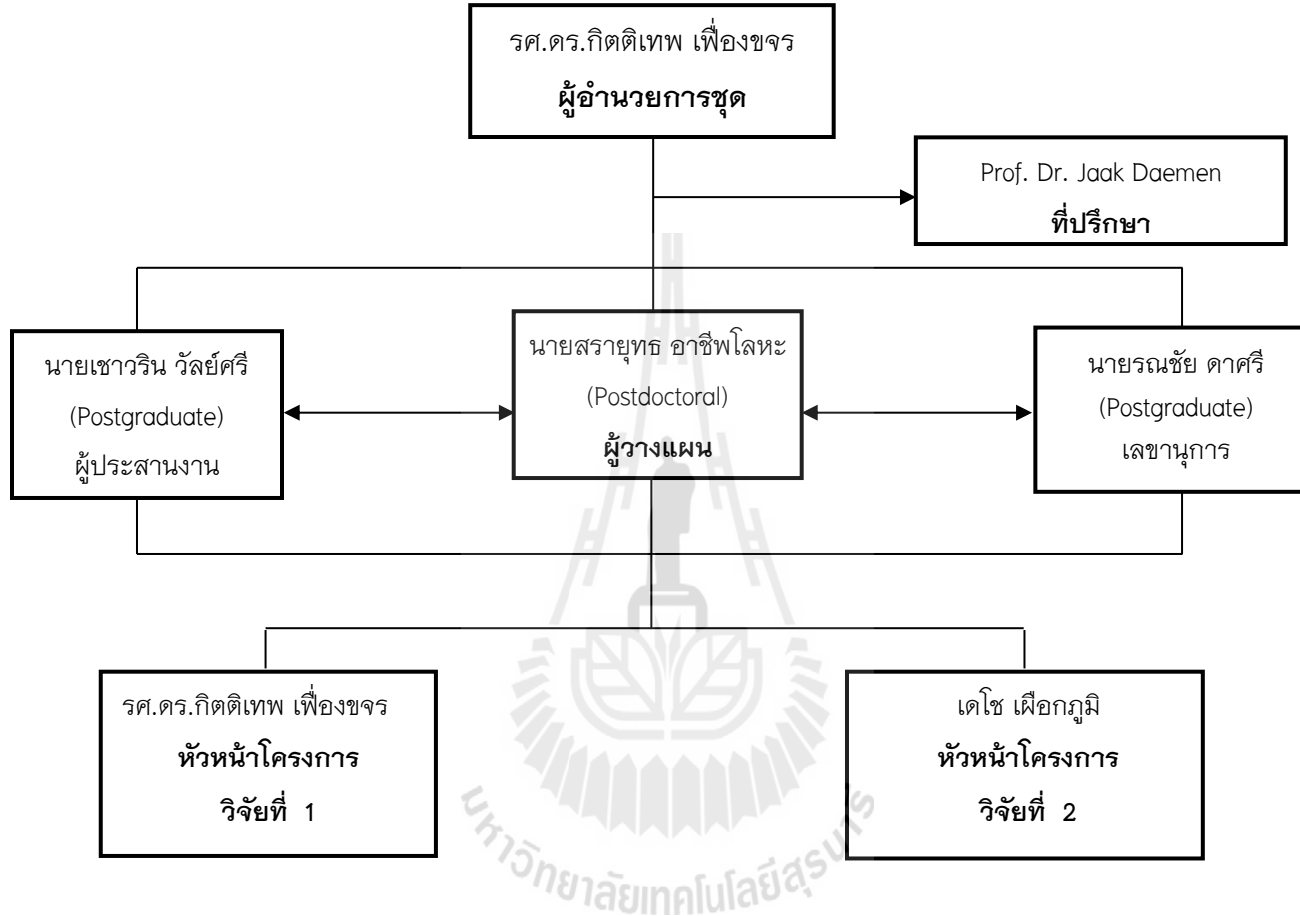 รศ.ดร.กิตติเทพ เฟื่องขจร
ผู้อำนวยการชุด
Prof. Dr. Jaak Daemen
ที่ปรึกษา
นายเชาวริน วัลย์ศรี
(Postgraduate)
ผู้ประสานงาน
นายสรายุทธ อาชีพโลหะ
(Postdoctoral)
ผู้วางแผน
นายรณชัย ดาศรี
(Postgraduate)
เลขานุการ
รศ.ดร.กิตติเทพ เฟื่องขจร
หัวหน้าโครงการ
วิจัยที่ 1
เดโช เผือกภูมิ
หัวหน้าโครงการ
วิจัยที่ 2
มหาวิทยาลัยเทคโนโลยีสุรนารี